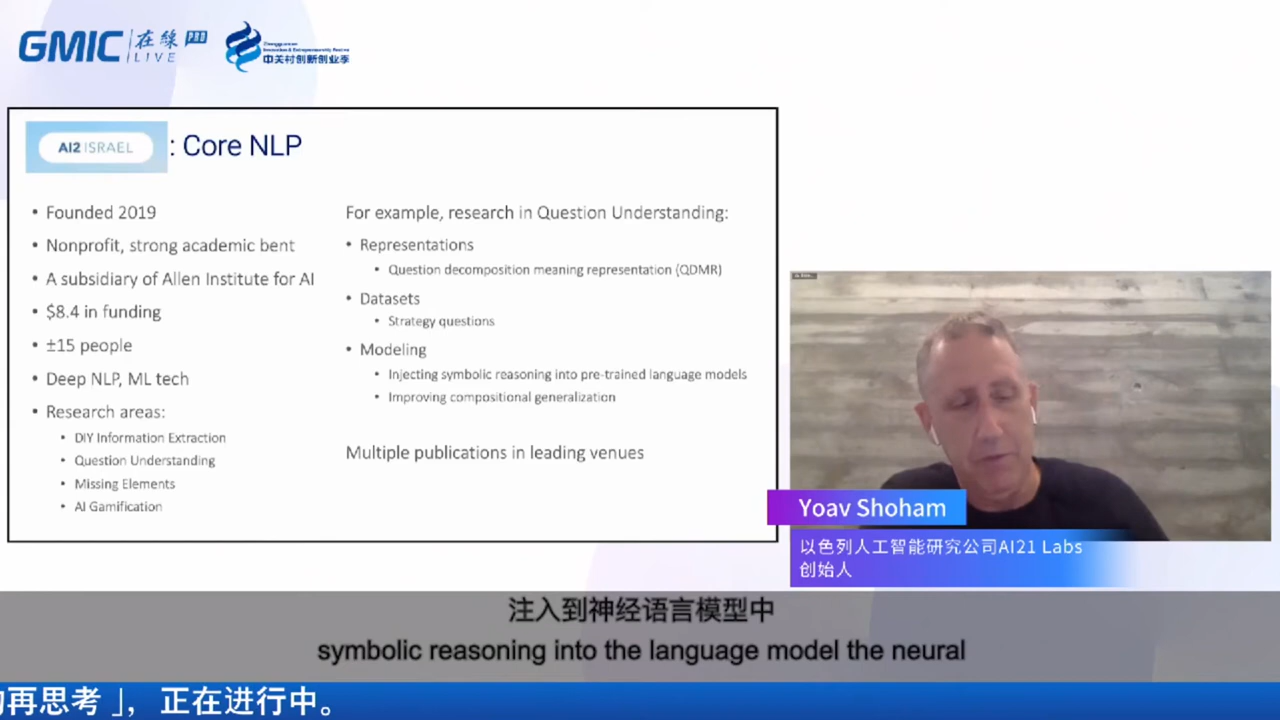 GMIC 在線 PRO
LIVE
中关村创新创业季
AI2 ISRAEL : Core NLP
• Founded 2019
• Nonprofit, strong academic bent
• A subsidiary of Allen Institute for AI
• $8.4 in funding
• ±15 people
• Deep NLP, ML tech
• Research areas:
• DIY Information Extraction
• Question Understanding
• Missing Elements
• AI Gamification
For example, research in Question Understanding:
• Representations
• Question decomposition meaning representation (QDMR)
• Datasets
• Strategy questions
• Modeling
• Injecting symbolic reasoning into pre-trained language models
• Improving compositional generalization
Multiple publications in leading venues
Yoav Shoham
以色列人工智能研究公司AI21 Labs
创始人
注入到神经语言模型中
symbolic reasoning into the language model the neural
再思考」，正在进行中。